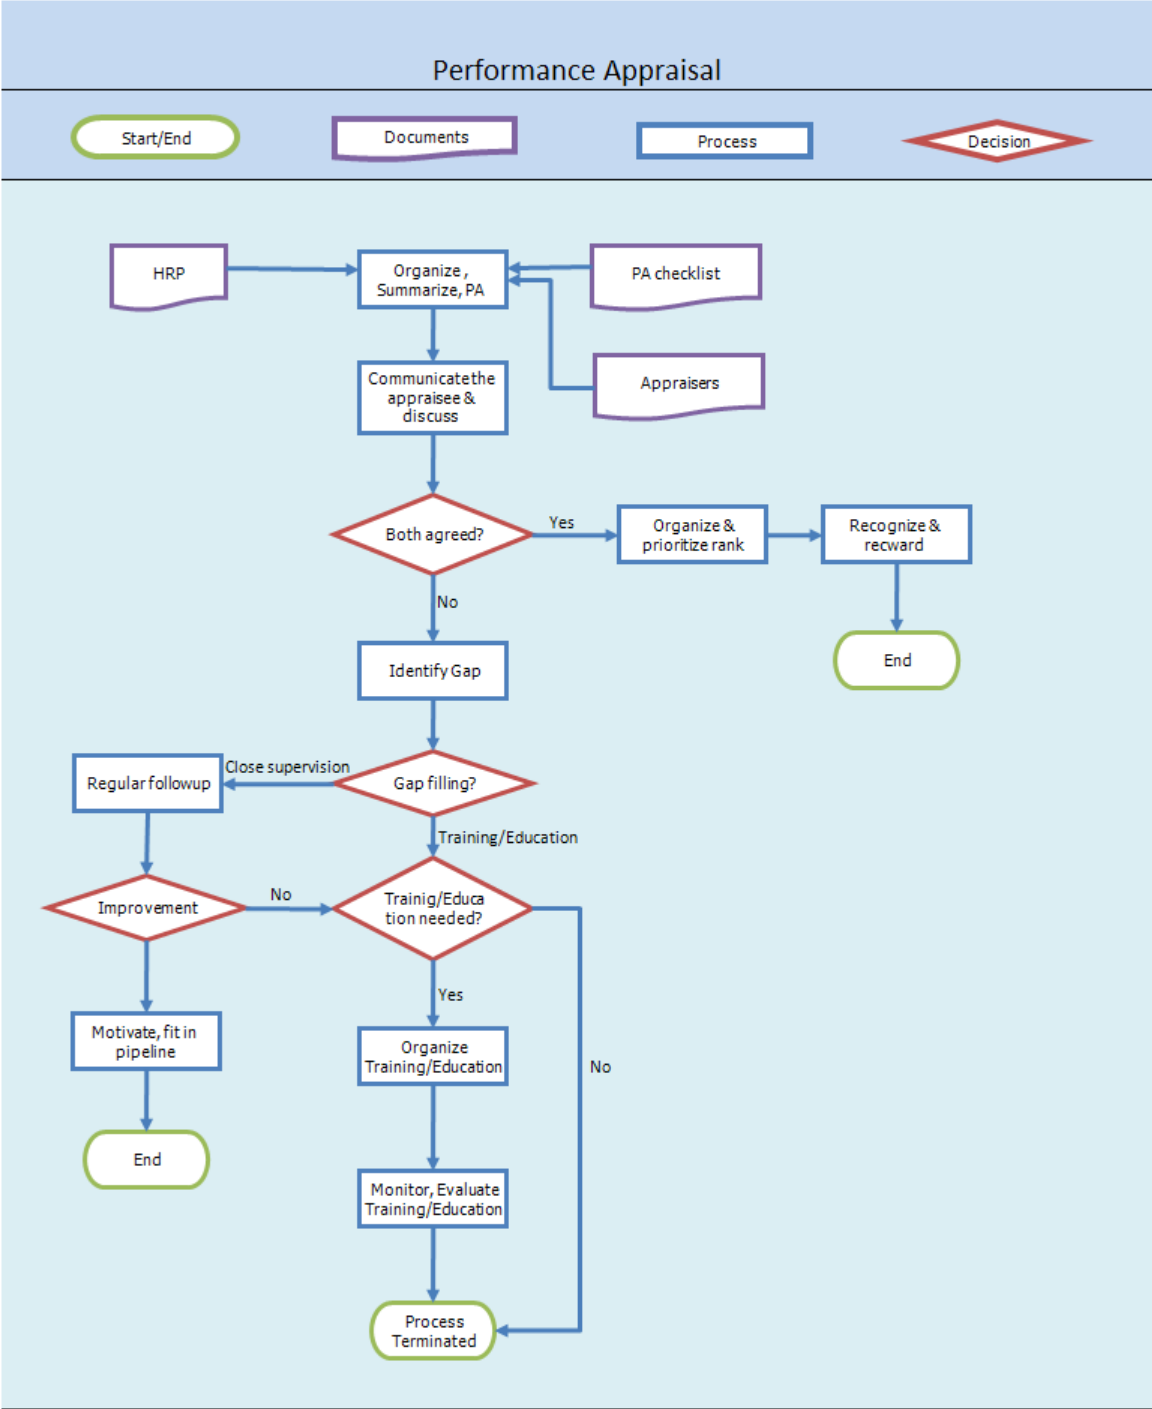 Performance Appraisal
Start/End
Documents
Process
Decision
HRP
Organize ,
Summarize, PA
PA checklist
Communicate the
appraisee &
discuss
Appraisers
Both agreed?
Yes
Organize &
prioritize rank
Recognize &
recward
No
End
Identify Gap
Close supervision
Regular followup
Gap filling?
Training/Education
Improvement
No
Trainig/Educa
tion needed?
Yes
Motivate, fit in
pipeline
Organize
Training/Education
No
End
Monitor, Evaluate
Training/Education
Process
Terminated